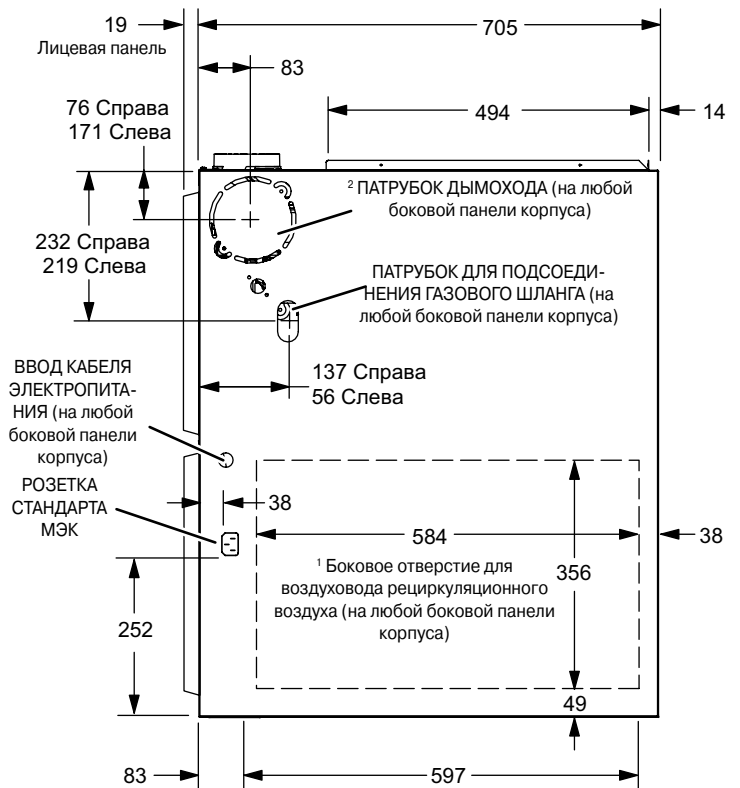 19
Лицевая панель
705
83
76 Справа
171 Слева
494
14
² ПАТРУБОК ДЫМОХОДА (на любой
боковой панели корпуса)
232 Справа
219 Слева
ПАТРУБОК ДЛЯ ПОДСОЕДИ-
НЕНИЯ ГАЗОВОГО ШЛАНГА (на
любой боковой панели корпуса)
137 Справа
56 Слева
ВВОД КАБЕЛЯ
ЭЛЕКТРОПИТА-
НИЯ (на любой
боковой панели
корпуса)
РОЗЕТКА
СТАНДАРТА
МЭК
38
584
38
¹ Боковое отверстие для
воздуховода рециркуляционного
воздуха (на любой боковой панели
корпуса)
356
252
49
83
597